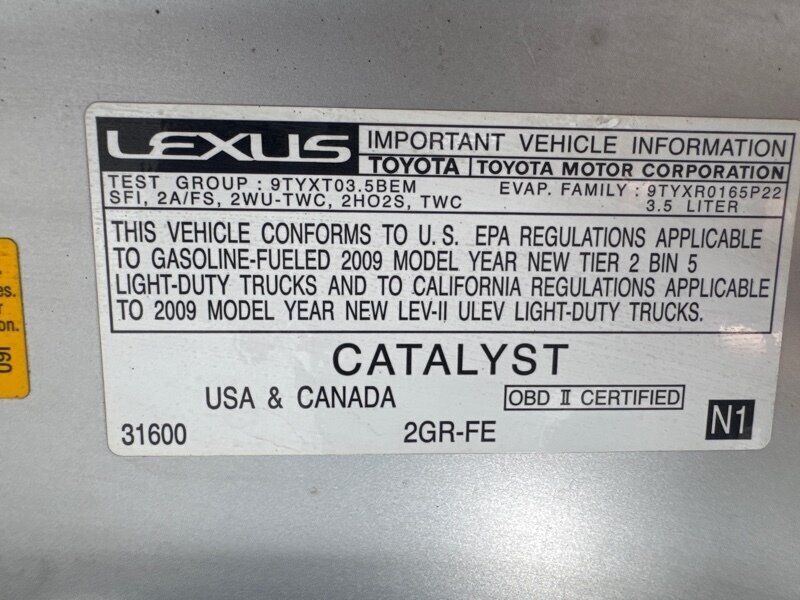 LEXUS IMPORTANT VEHICLE INFORMATION
TOYOTA TOYOTA MOTOR CORPORATION
TEST GROUP : 9TYXT03.5BEM EVAP. FAMILY : 9TYXR0165P22
SFI, 2A/FS, 2WU-TWC, 2HO2S, TWC 3.5 LITER
THIS VEHICLE CONFORMS TO U.S. EPA REGULATIONS APPLICABLE
TO GASOLINE-FUELED 2009 MODEL YEAR NEW TIER 2 BIN 5
LIGHT-DUTY TRUCKS AND TO CALIFORNIA REGULATIONS APPLICABLE
TO 2009 MODEL YEAR NEW LEV-II ULEV LIGHT-DUTY TRUCKS.
CATALYST
USA & CANADA OBD II CERTIFIED
31600 2GR-FE N1